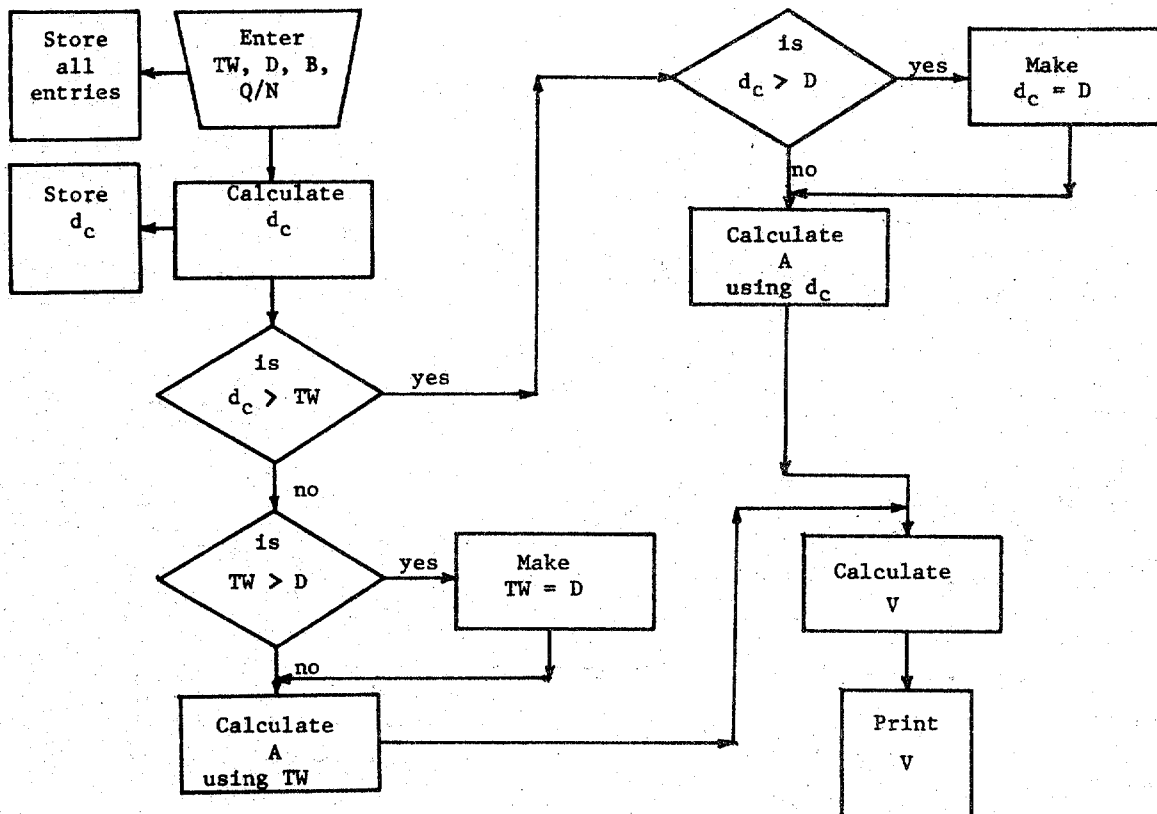 Store
all
entries
Enter
TW, D, B,
Q/N
Store
d_c
Calculate
d_c
is
d_c > TW
yes
no
is
TW > D
yes
Make
TW = D
no
Calculate
A
using TW
is
d_c > D
yes
Make
d_c = D
no
Calculate
A
using d_c
Calculate
V
Print
V